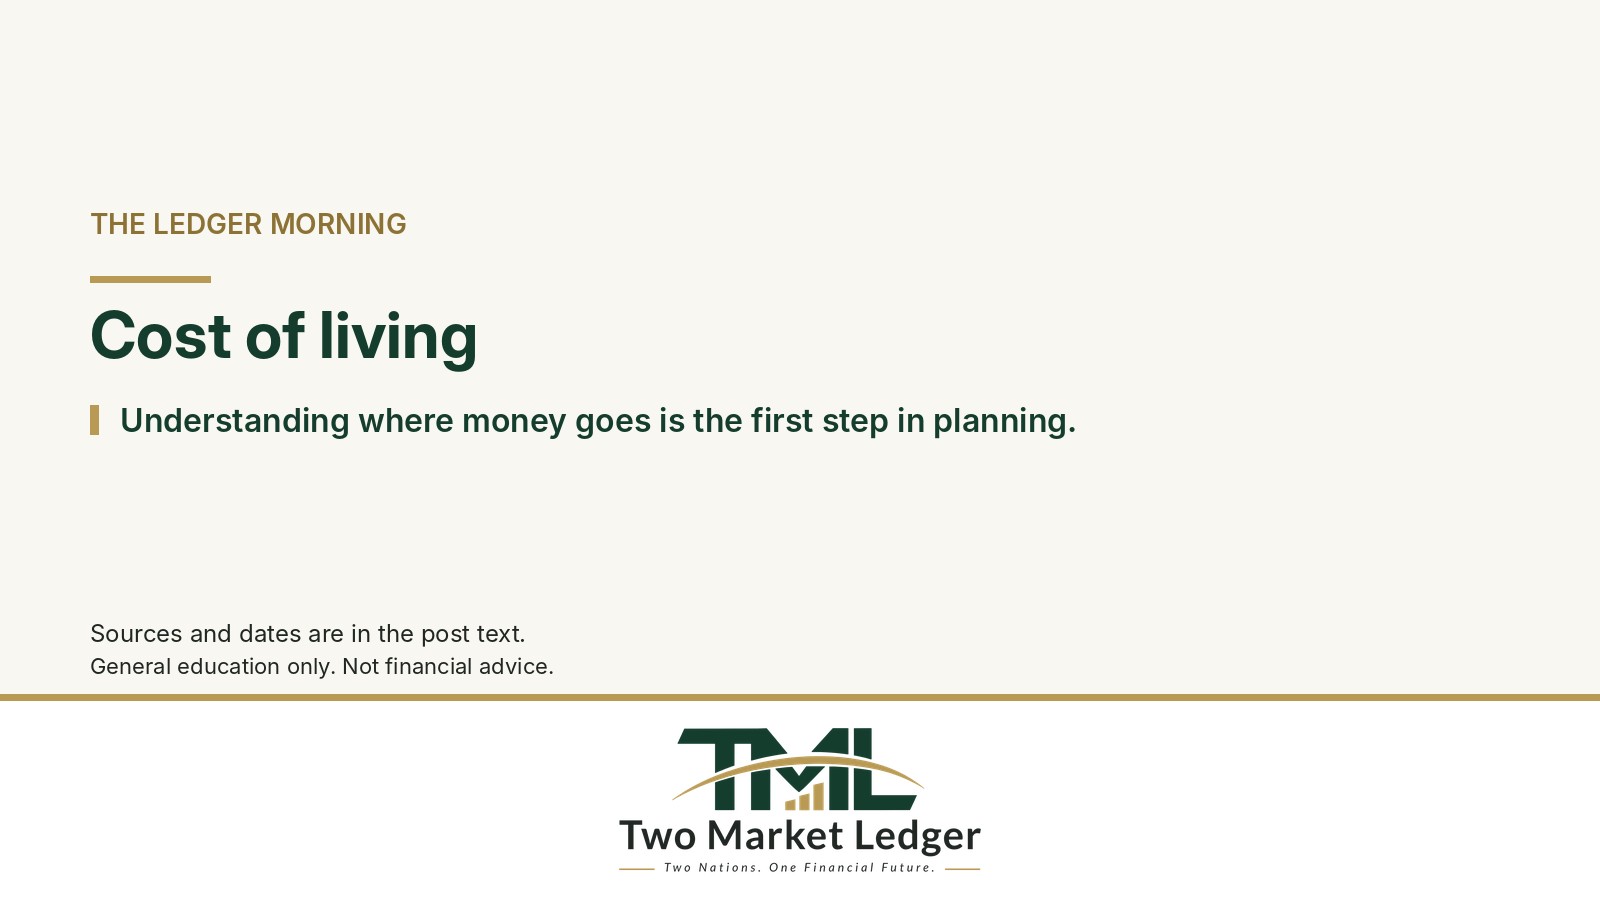 THE LEDGER MORNING
Cost of living
Understanding where money goes is the first step in planning.
Sources and dates are in the post text.
General education only. Not financial advice.
TML
Two Market Ledger
Two Nations. One Financial Future.